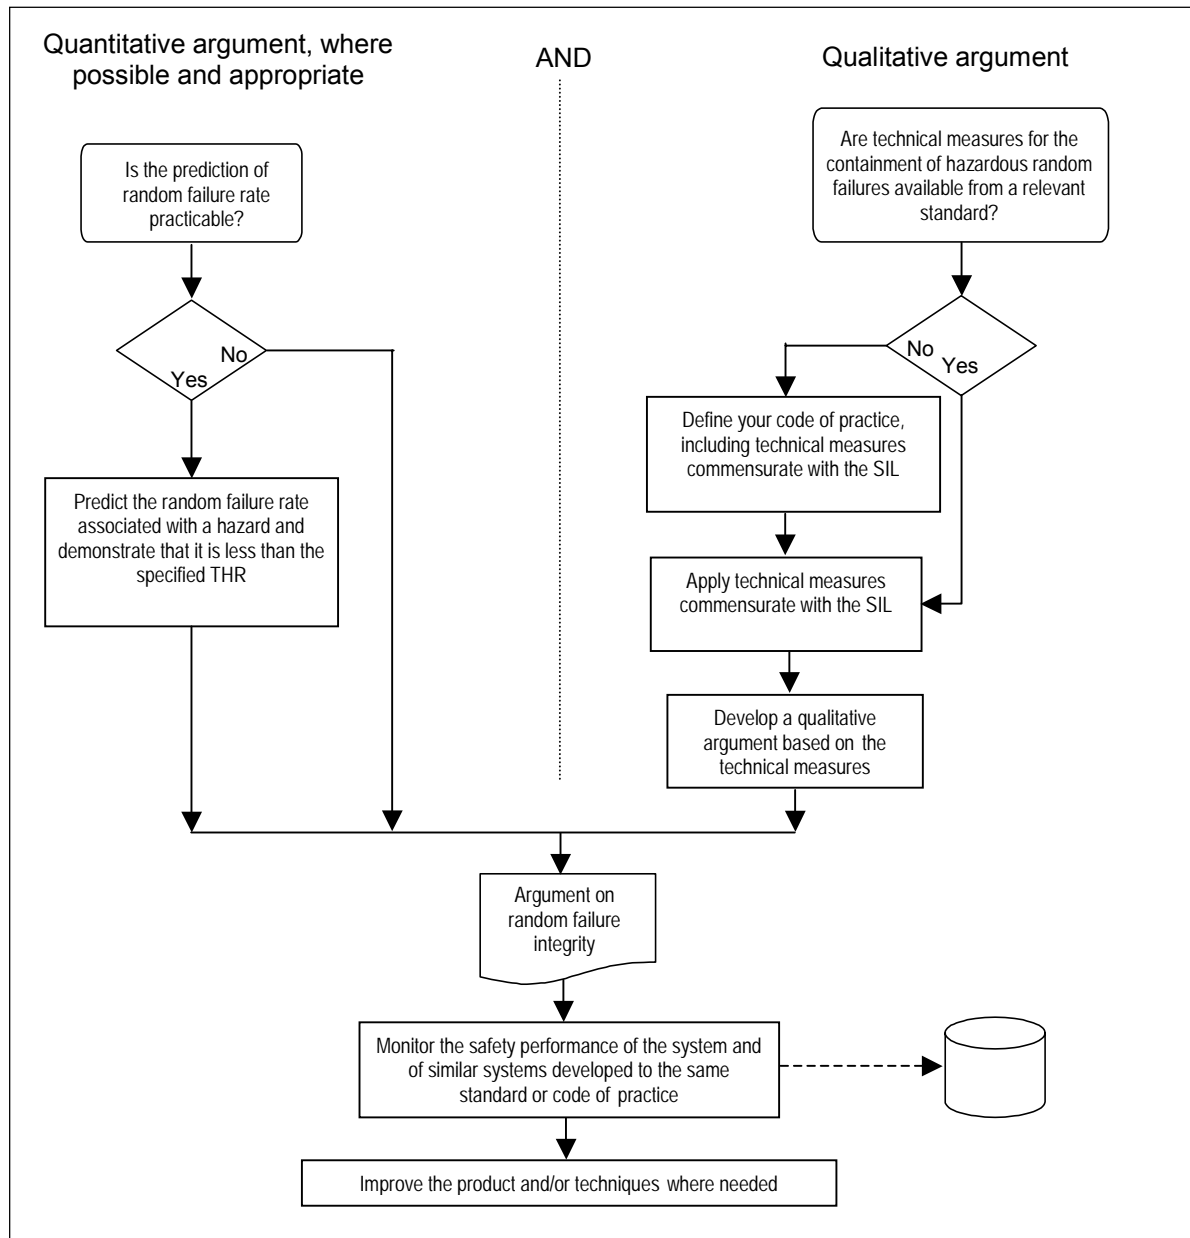 Quantitative argument, where
possible and appropriate
AND
Qualitative argument
Is the prediction of
random failure rate
practicable?
No
Yes
Predict the random failure rate
associated with a hazard and
demonstrate that it is less than the
specified THR
Are technical measures for the
containment of hazardous random
failures available from a relevant
standard?
No
Yes
Define your code of practice,
including technical measures
commensurate with the SIL
Apply technical measures
commensurate with the SIL
Develop a qualitative
argument based on the
technical measures
Argument on
random failure
integrity
Monitor the safety performance of the system and
of similar systems developed to the same
standard or code of practice
Improve the product and/or techniques where needed